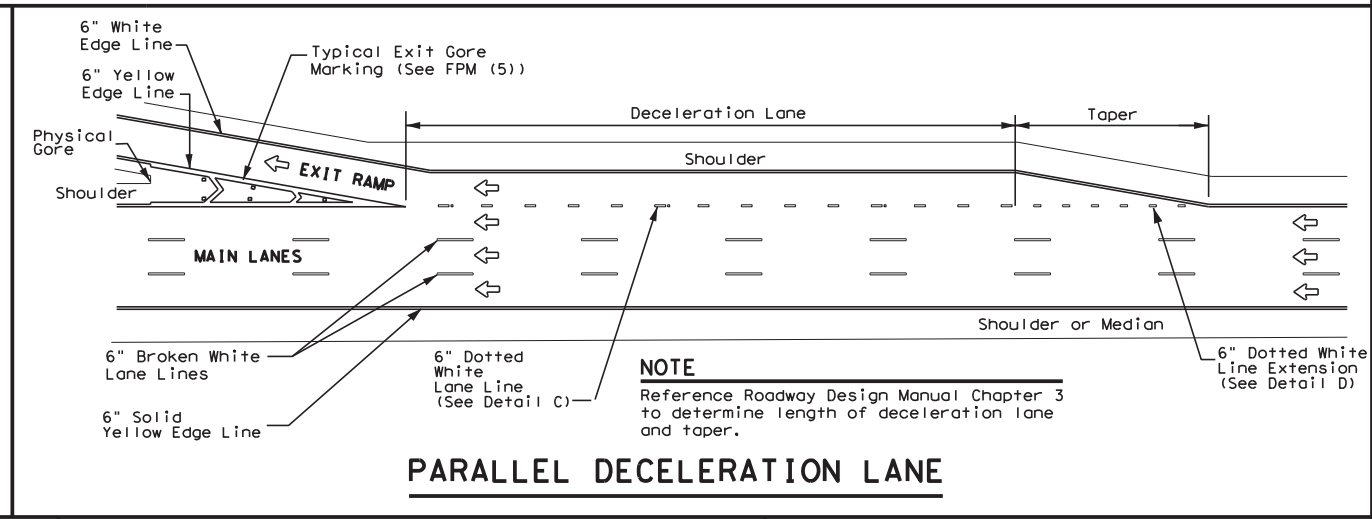 6" White
Edge Line
Typical Exit Gore
Marking (See FPM (5))
6" Yellow
Edge Line
Deceleration Lane
Taper
Physical
Gore
Shoulder
EXIT RAMP
Shoulder
MAIN LANES
Shoulder or Median
6" Broken White
Lane Lines
6" Dotted
White
Lane Line
(See Detail C)
6" Dotted White
Line Extension
(See Detail D)
NOTE
Reference Roadway Design Manual Chapter 3
to determine length of deceleration lane
and taper.
6" Solid
Yellow Edge Line
PARALLEL DECELERATION LANE